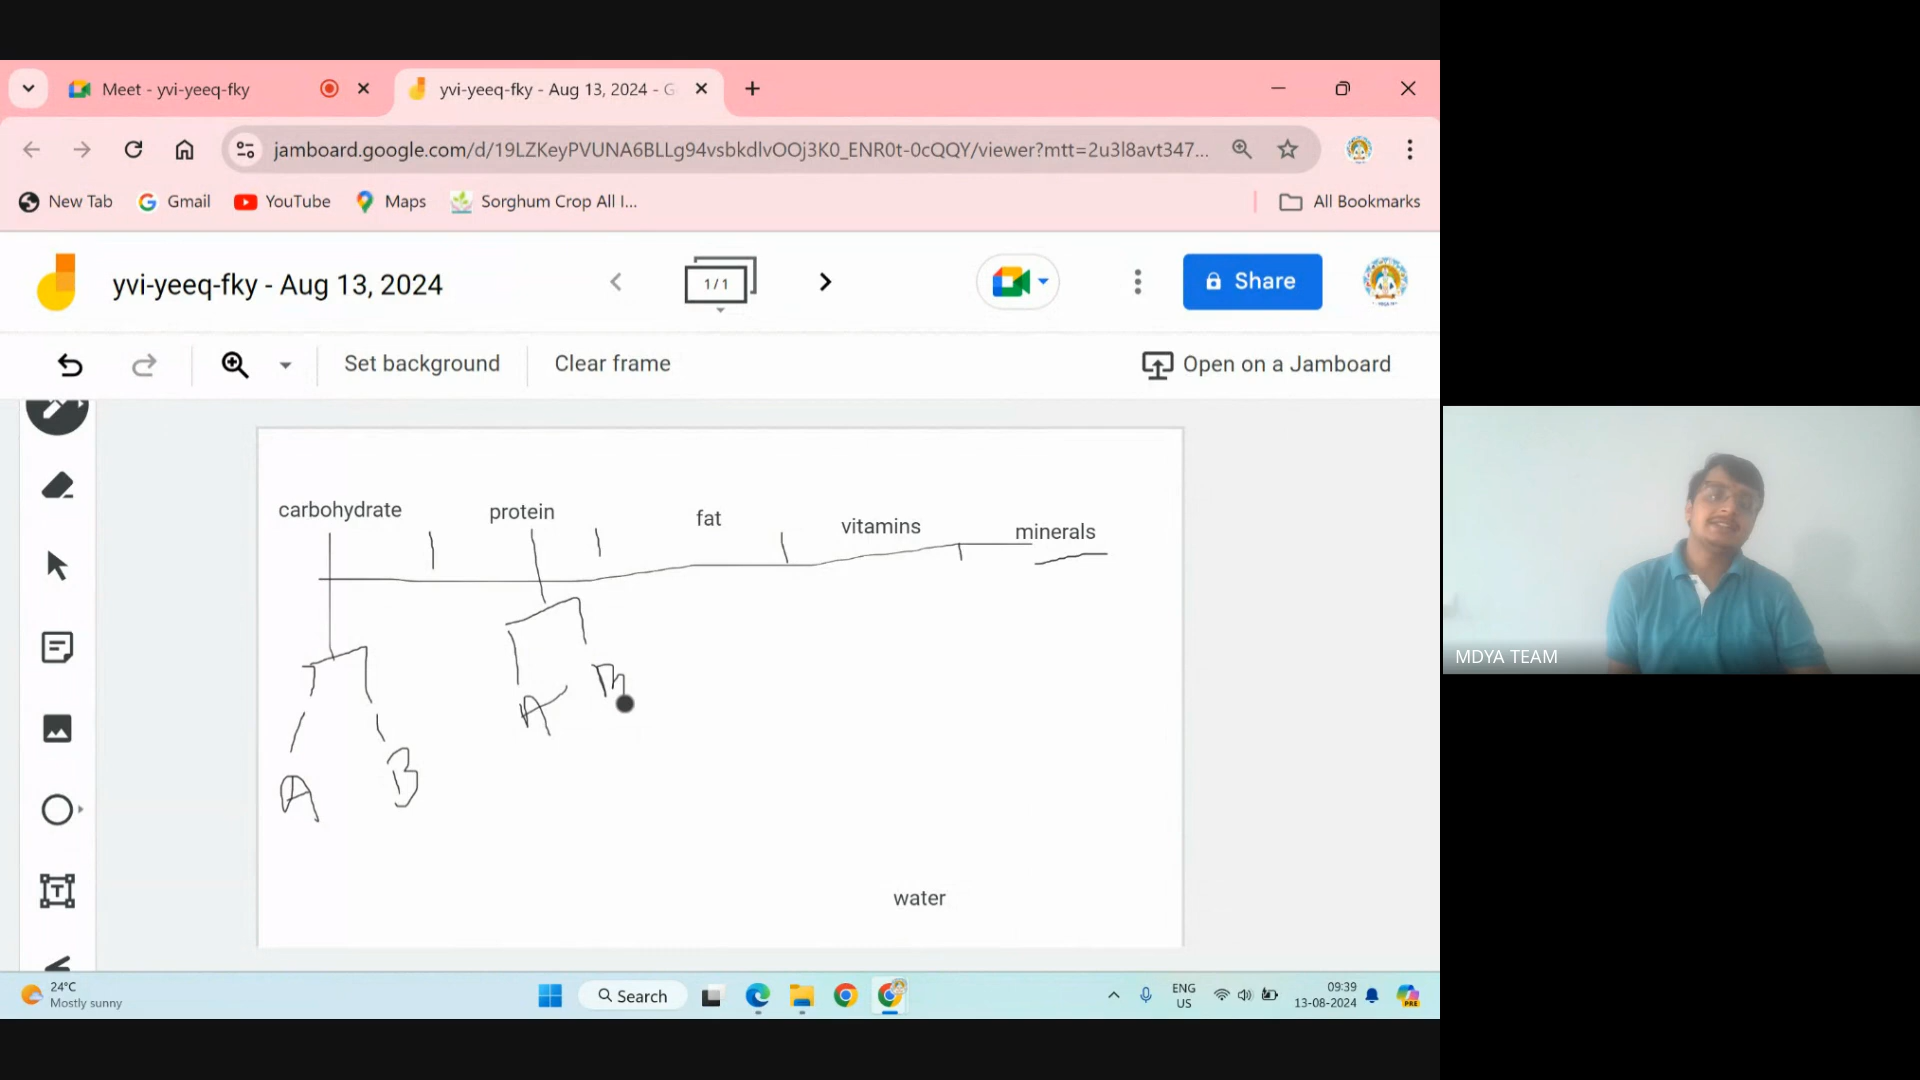 Meet - yvi-yeeq-fky
yvi-yeeq-fky - Aug 13, 2024 - G
jamboard.google.com/d/19LZKeyPVUNA6BLLg94vsbkdlvOOj3K0_ENR0t-0cQQY/viewer?mtt=2u3l8avt347...
New Tab
Gmail
YouTube
Maps
Sorghum Crop All I...
All Bookmarks
yvi-yeeq-fky - Aug 13, 2024
1/1
Share
Set background
Clear frame
Open on a Jamboard
carbohydrate
protein
fat
vitamins
minerals
A
A
B
water
MDYA TEAM
24°C
Mostly sunny
Search
ENG
US
09:39
13-08-2024
PRE